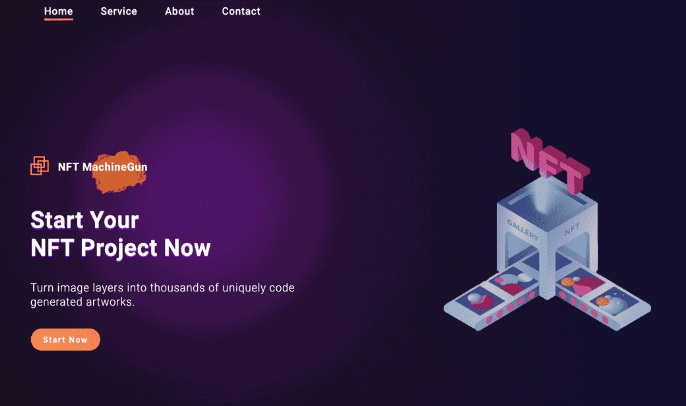 Home Service About Contact
NFT MachineGun
Start Your
NFT Project Now
Turn image layers into thousands of uniquely code
generated artworks.
Start Now
NFT
GALLERY NFT